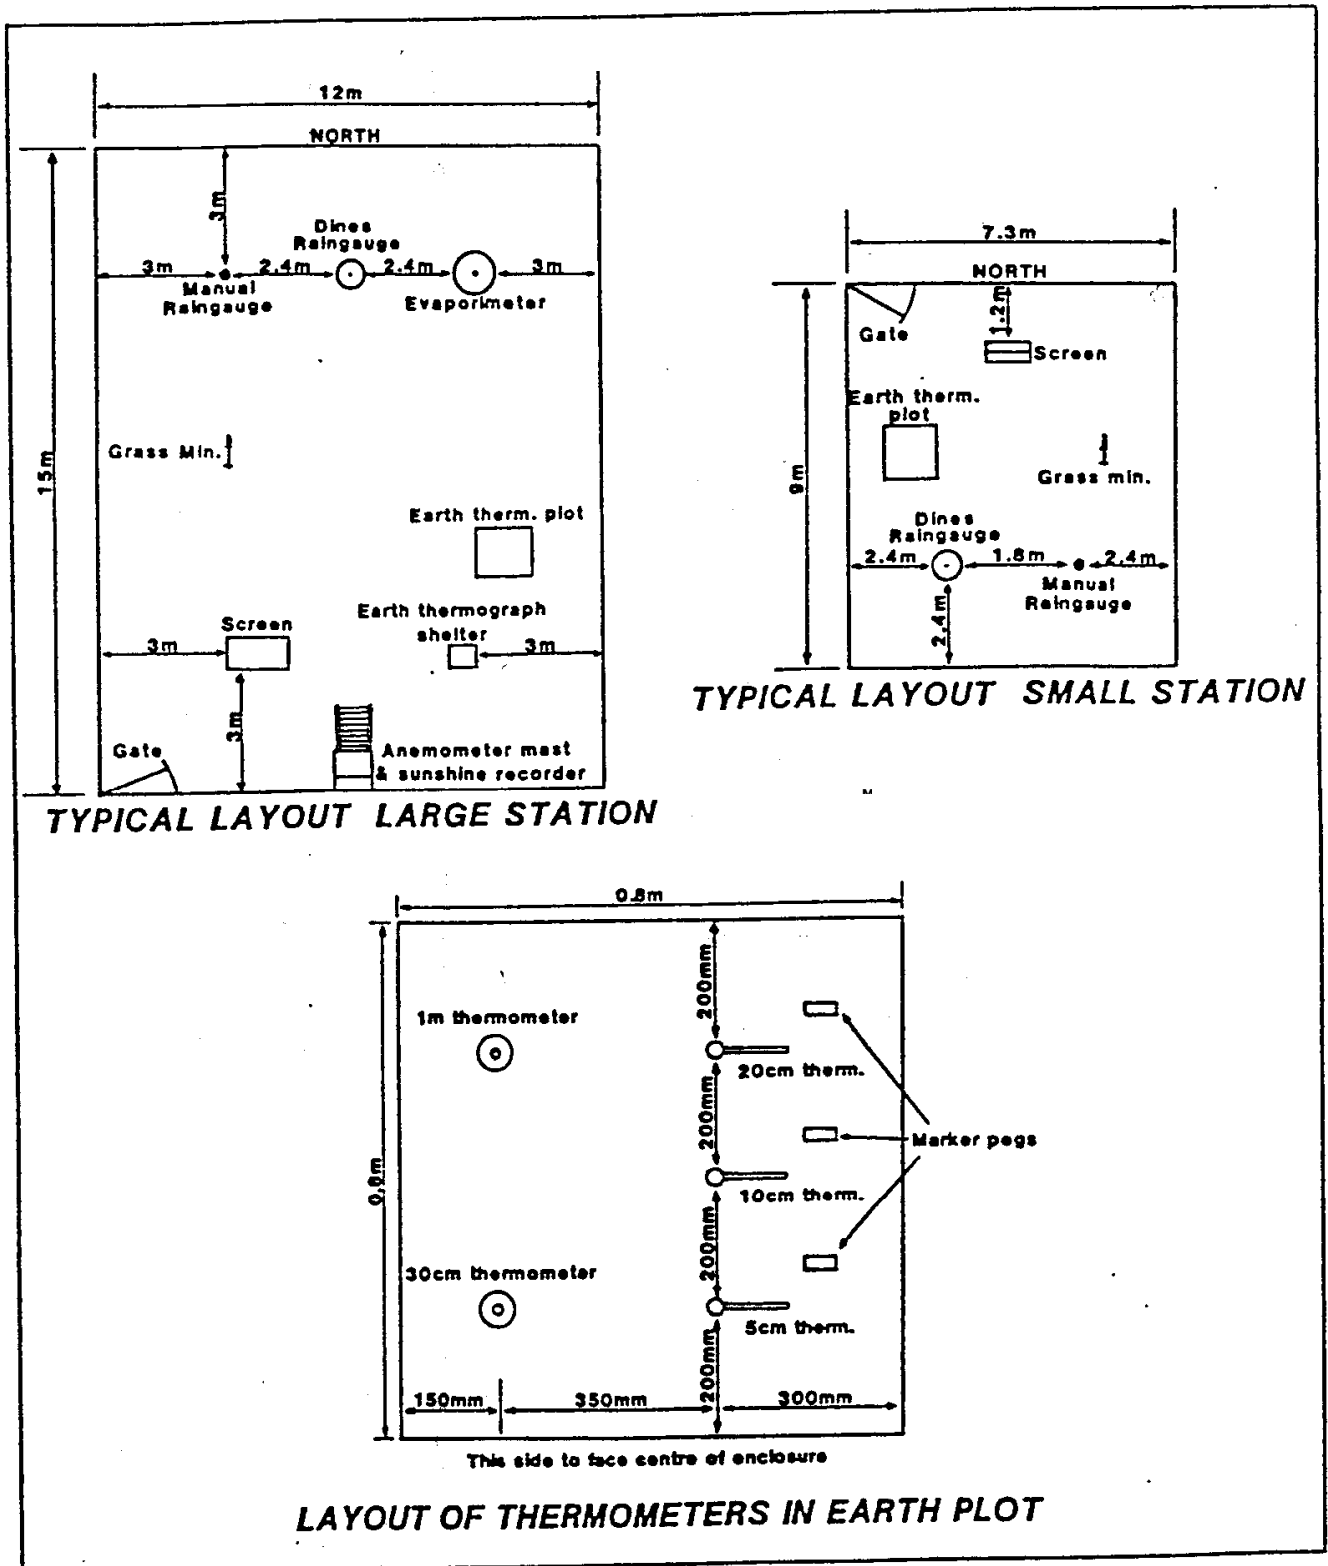 12m
NORTH
3m
Dines
Raingauge
3m
2.4m
2.4m
3m
Manual
Raingauge
Evaporimeter
15m
Grass Min.
Earth therm. plot
Earth thermograph
shelter
Screen
3m
3m
3m
Gate
Anemometer mast
& sunshine recorder
TYPICAL LAYOUT LARGE STATION
7.3m
NORTH
1.2m
Gate
Screen
Earth therm.
plot
9m
Grass min.
Dines
Raingauge
2.4m
1.8m
2.4m
Manual
Raingauge
2.4m
TYPICAL LAYOUT SMALL STATION
0.8m
200mm
1m thermometer
20cm therm.
200mm
Marker pegs
0.8m
10cm therm.
200mm
30cm thermometer
5cm therm.
200mm
150mm
350mm
300mm
This side to face centre of enclosure
LAYOUT OF THERMOMETERS IN EARTH PLOT